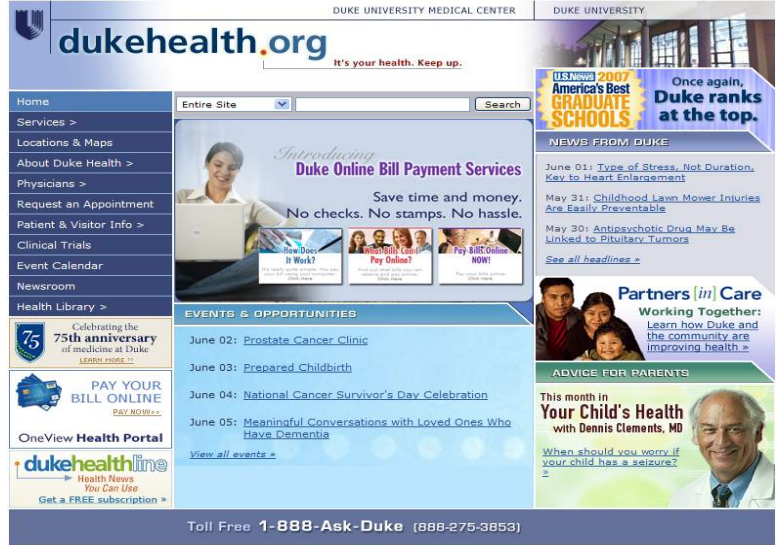 DUKE UNIVERSITY MEDICAL CENTER
DUKE UNIVERSITY
dukehealth.org
It's your health. Keep up.
Home
Services >
Locations & Maps
About Duke Health >
Physicians >
Request an Appointment
Patient & Visitor Info >
Clinical Trials
Event Calendar
Newsroom
Health Library >
75
Celebrating the
75th anniversary
of medicine at Duke
LEARN MORE >>
PAY YOUR
BILL ONLINE
PAY NOW>>
OneView Health Portal
dukehealthline
Health News
You Can Use
Get a FREE subscription »
Entire Site
Search
Introducing
Duke Online Bill Payment Services
Save time and money.
No checks. No stamps. No hassle.
How Does
It Work?
Click Here
What Bills Can I
Pay Online?
Click Here
Pay Bills Online
NOW!
Click Here
EVENTS & OPPORTUNITIES
June 02: Prostate Cancer Clinic
June 03: Prepared Childbirth
June 04: National Cancer Survivor's Day Celebration
June 05: Meaningful Conversations with Loved Ones Who
Have Dementia
View all events »
U.S.News 2007
America's Best
GRADUATE
SCHOOLS
Once again,
Duke ranks
at the top.
NEWS FROM DUKE
June 01: Type of Stress, Not Duration,
Key to Heart Enlargement
May 31: Childhood Lawn Mower Injuries
Are Easily Preventable
May 30: Antipsychotic Drug May Be
Linked to Pituitary Tumors
See all headlines »
Partners [in] Care
Working Together:
Learn how Duke and
the community are
improving health »
ADVICE FOR PARENTS
This month in
Your Child's Health
with Dennis Clements, MD
When should you worry if
your child has a seizure?
»
Toll Free 1-888-Ask-Duke (888-275-3853)